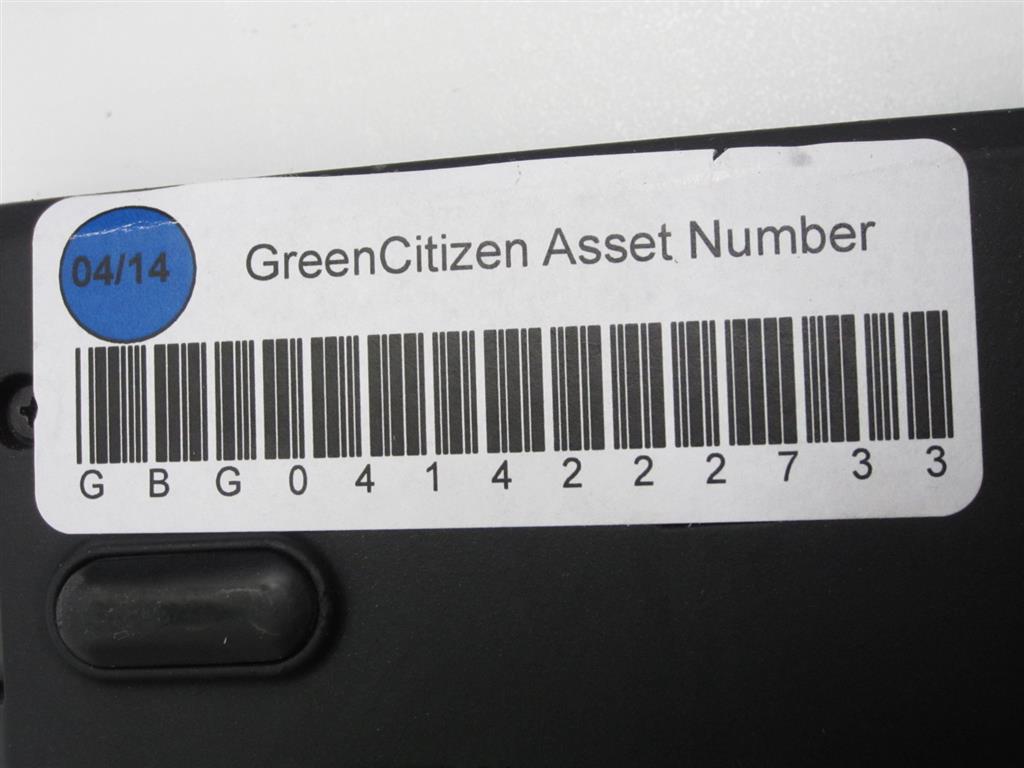 04/14
GreenCitizen Asset Number
G B G 0 4 1 4 2 2 2 7 3 3